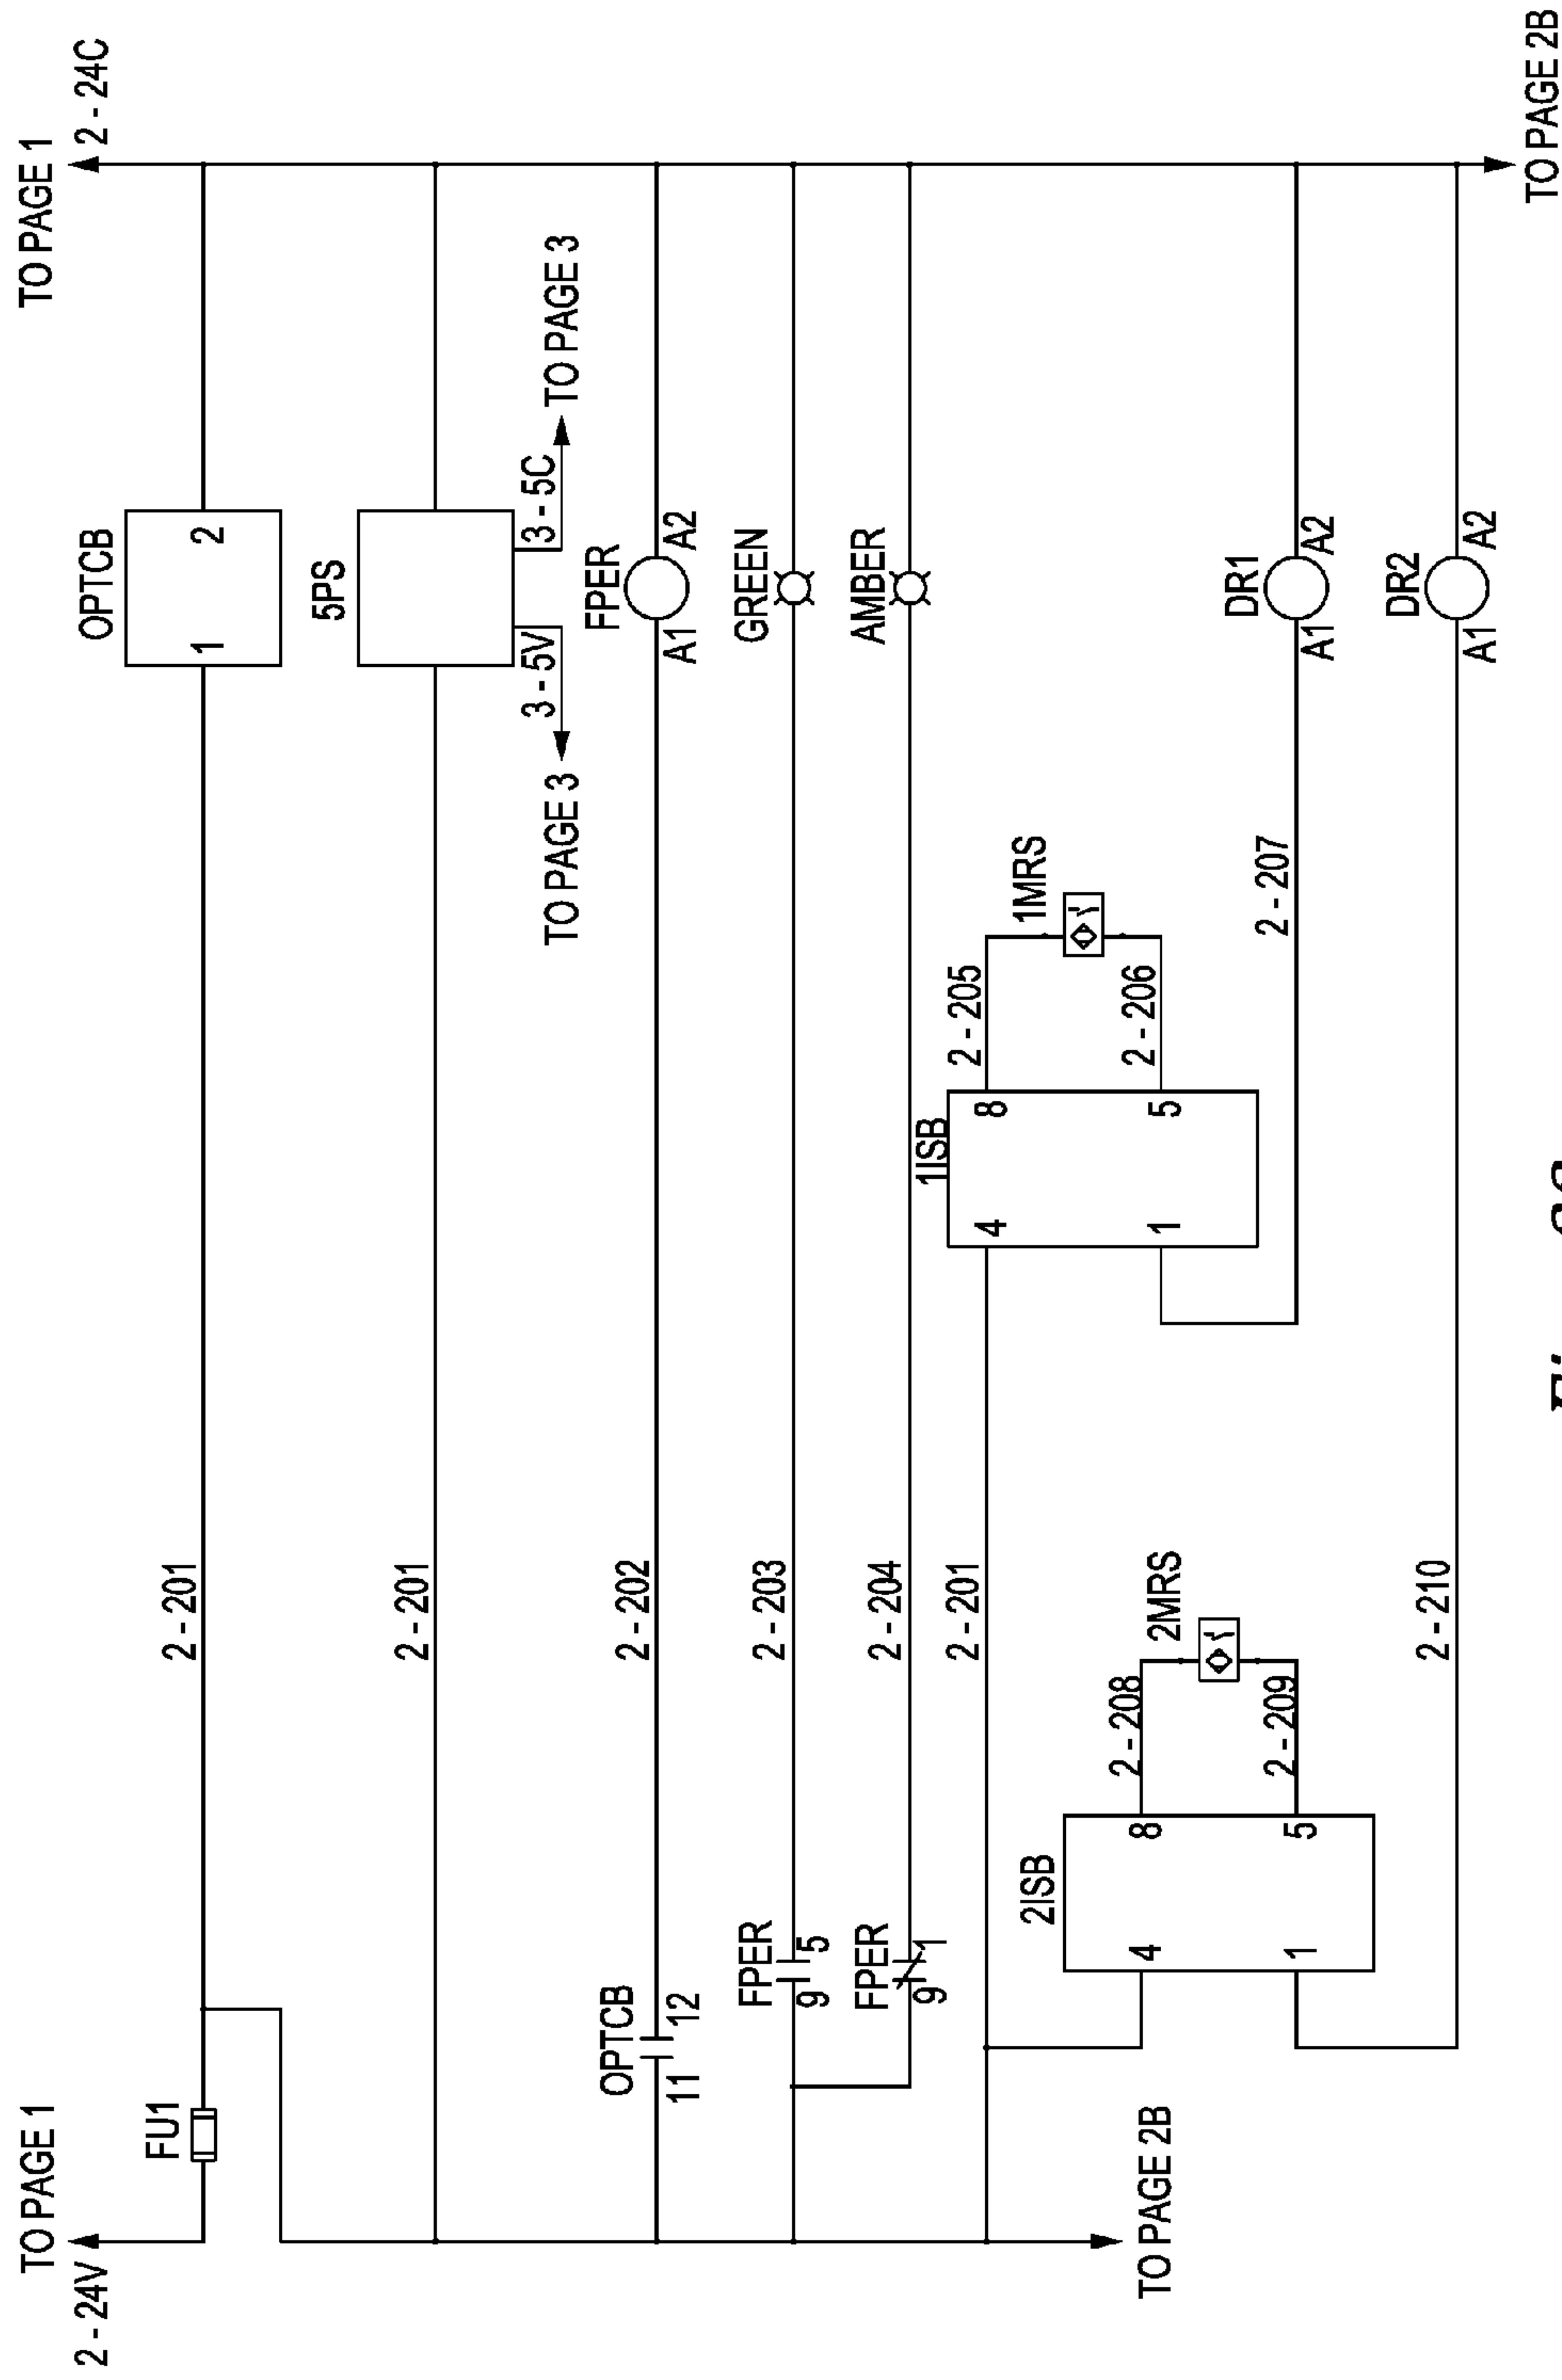 TO PAGE 1
2 - 24V
TO PAGE 1
2 - 24C
FU1
2 - 201
OPTCB
1
2
2 - 201
5PS
3 - 5V
3 - 5C
TO PAGE 3
TO PAGE 3
OPTCB
11
12
2 - 202
FPER
A1
A2
FPER
9
5
2 - 203
GREEN
FPER
9
1
2 - 204
AMBER
2 - 201
1ISB
4
8
1
5
2 - 205
1MRS
2 - 206
2 - 207
DR1
A1
A2
2ISB
4
8
1
5
2 - 208
2MRS
2 - 209
2 - 210
DR2
A1
A2
TO PAGE 2B
TO PAGE 2B